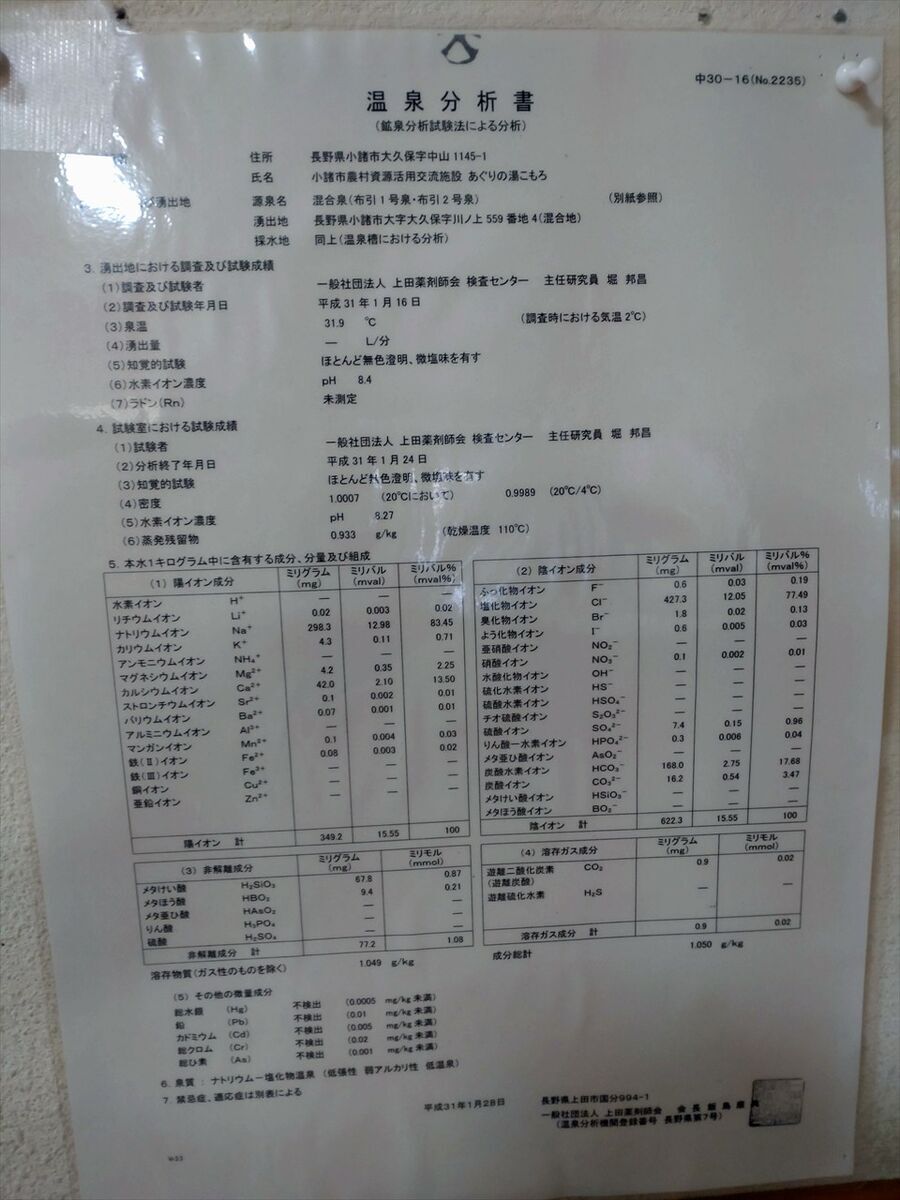 中30-16(No.2235)
温泉分析書
(鉱泉分析試験法による分析)
住所 長野県小諸市大久保字中山1145-1
氏名 小諸市農村資源活用交流施設 あぐりの湯こもろ
湧出地 源泉名 混合泉(布引1号泉・布引2号泉) (別紙参照)
湧出地 長野県小諸市大字大久保字川ノ上559番地4(混合地)
採水地 同上(温泉槽における分析)
3. 湧出地における調査及び試験成績
(1)調査及び試験者 一般社団法人 上田薬剤師会 検査センター 主任研究員 堀 邦昌
(2)調査及び試験年月日 平成31年1月16日
(3)泉温 31.9 ℃ (調査時における気温2℃)
(4)湧出量 — L/分
(5)知覚的試験 ほとんど無色澄明、微塩味を有す
(6)水素イオン濃度 pH 8.4
(7)ラドン(Rn) 未測定
4. 試験室における試験成績
(1)試験者 一般社団法人 上田薬剤師会 検査センター 主任研究員 堀 邦昌
(2)分析終了年月日 平成31年1月24日
(3)知覚的試験 ほとんど無色澄明、微塩味を有す
(4)密度 1.0007 (20℃において) 0.9989 (20℃/4℃)
(5)水素イオン濃度 pH 8.27
(6)蒸発残留物 0.933 g/kg (乾燥温度 110℃)
5. 本水1キログラム中に含有する成分、分量及び組成
(1) 陽イオン成分 ミリグラム(mg) ミリバル(mval) ミリバル%(mval%)
水素イオン H⁺ — — —
リチウムイオン Li⁺ 0.02 0.003 0.02
ナトリウムイオン Na⁺ 298.3 12.98 83.45
カリウムイオン K⁺ 4.3 0.11 0.71
アンモニウムイオン NH₄⁺ — — —
マグネシウムイオン Mg²⁺ 4.2 0.35 2.25
カルシウムイオン Ca²⁺ 42.0 2.10 13.50
ストロンチウムイオン Sr²⁺ 0.1 0.002 0.01
バリウムイオン Ba²⁺ 0.07 0.001 0.01
アルミニウムイオン Al³⁺ — — —
マンガンイオン Mn²⁺ 0.1 0.004 0.03
鉄(Ⅱ)イオン Fe²⁺ 0.08 0.003 0.02
鉄(Ⅲ)イオン Fe³⁺ — — —
銅イオン Cu²⁺ — — —
亜鉛イオン Zn²⁺ — — —
陽イオン 計 349.2 15.55 100
(2) 陰イオン成分 ミリグラム(mg) ミリバル(mval) ミリバル%(mval%)
ふっ化物イオン F⁻ 0.6 0.03 0.19
塩化物イオン Cl⁻ 427.3 12.05 77.49
臭化物イオン Br⁻ 1.8 0.02 0.13
よう化物イオン I⁻ 0.6 0.005 0.03
亜硝酸イオン NO₂⁻ — — —
硝酸イオン NO₃⁻ 0.1 0.002 0.01
水酸化物イオン OH⁻ — — —
硫化水素イオン HS⁻ — — —
硫酸水素イオン HSO₄⁻ — — —
チオ硫酸イオン S₂O₃²⁻ — — —
硫酸イオン SO₄²⁻ 7.4 0.15 0.96
りん酸一水素イオン HPO₄²⁻ 0.3 0.006 0.04
メタ亜ひ酸イオン AsO₂⁻ — — —
炭酸水素イオン HCO₃⁻ 168.0 2.75 17.68
炭酸イオン CO₃²⁻ 16.2 0.54 3.47
メタけい酸イオン HSiO₃⁻ — — —
メタほう酸イオン BO₂⁻ — — —
陰イオン 計 622.3 15.55 100
(3) 非解離成分 ミリグラム(mg) ミリモル(mmol)
メタけい酸 H₂SiO₃ 67.8 0.87
メタほう酸 HBO₂ 9.4 0.21
メタ亜ひ酸 HAsO₂ — —
りん酸 H₃PO₄ — —
硫酸 H₂SO₄ — —
非解離成分 計 77.2 1.08
溶存物質(ガス性のものを除く) 1.049 g/kg
(4) 溶存ガス成分 ミリグラム(mg) ミリモル(mmol)
遊離二酸化炭素 CO₂ 0.9 0.02
(遊離炭酸)
遊離硫化水素 H₂S — —
溶存ガス成分 計 0.9 0.02
成分総計 1.050 g/kg
(5) その他の微量成分
総水銀 (Hg) 不検出 (0.0005 mg/kg未満)
鉛 (Pb) 不検出 (0.01 mg/kg未満)
カドミウム (Cd) 不検出 (0.005 mg/kg未満)
総クロム (Cr) 不検出 (0.02 mg/kg未満)
総ひ素 (As) 不検出 (0.001 mg/kg未満)
6. 泉質 : ナトリウム-塩化物温泉 (低張性 弱アルカリ性 低温泉)
7. 禁忌症、適応症は別表による
平成31年1月28日
長野県上田市国分994-1
一般社団法人 上田薬剤師会 会長 飯島
(温泉分析機関登録番号 長野県第7号)